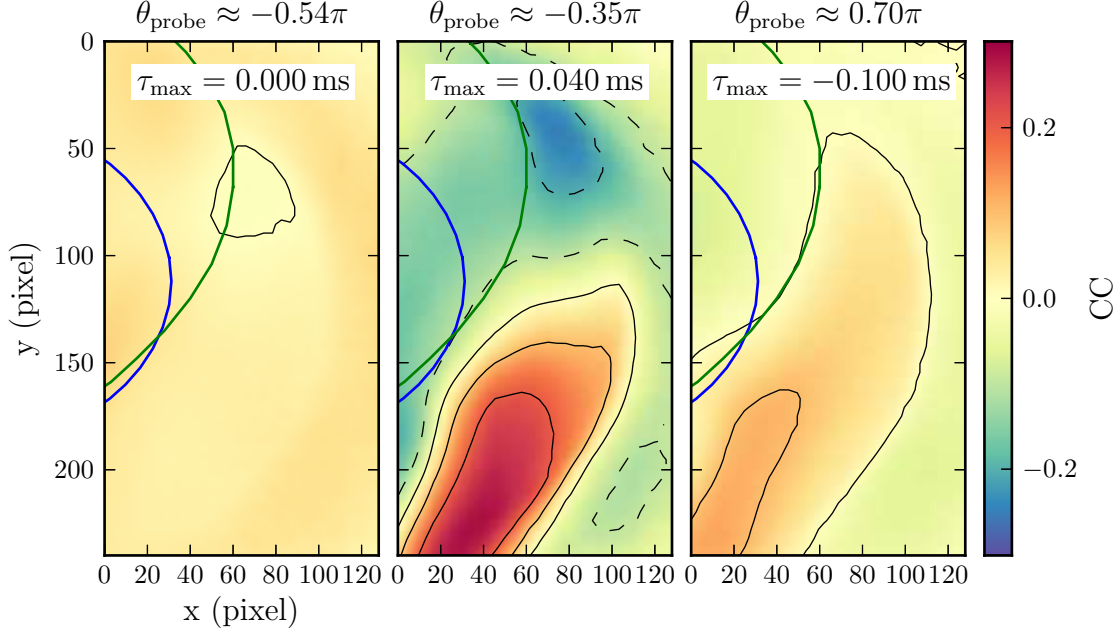 θprobe ≈ −0.54π
θprobe ≈ −0.35π
θprobe ≈ 0.70π
τmax = 0.000 ms
τmax = 0.040 ms
τmax = −0.100 ms
0
50
100
150
200
y (pixel)
0 20 40 60 80 100 120
0 20 40 60 80 100 120
0 20 40 60 80 100 120
x (pixel)
x (pixel)
0.2
0.0
−0.2
CC